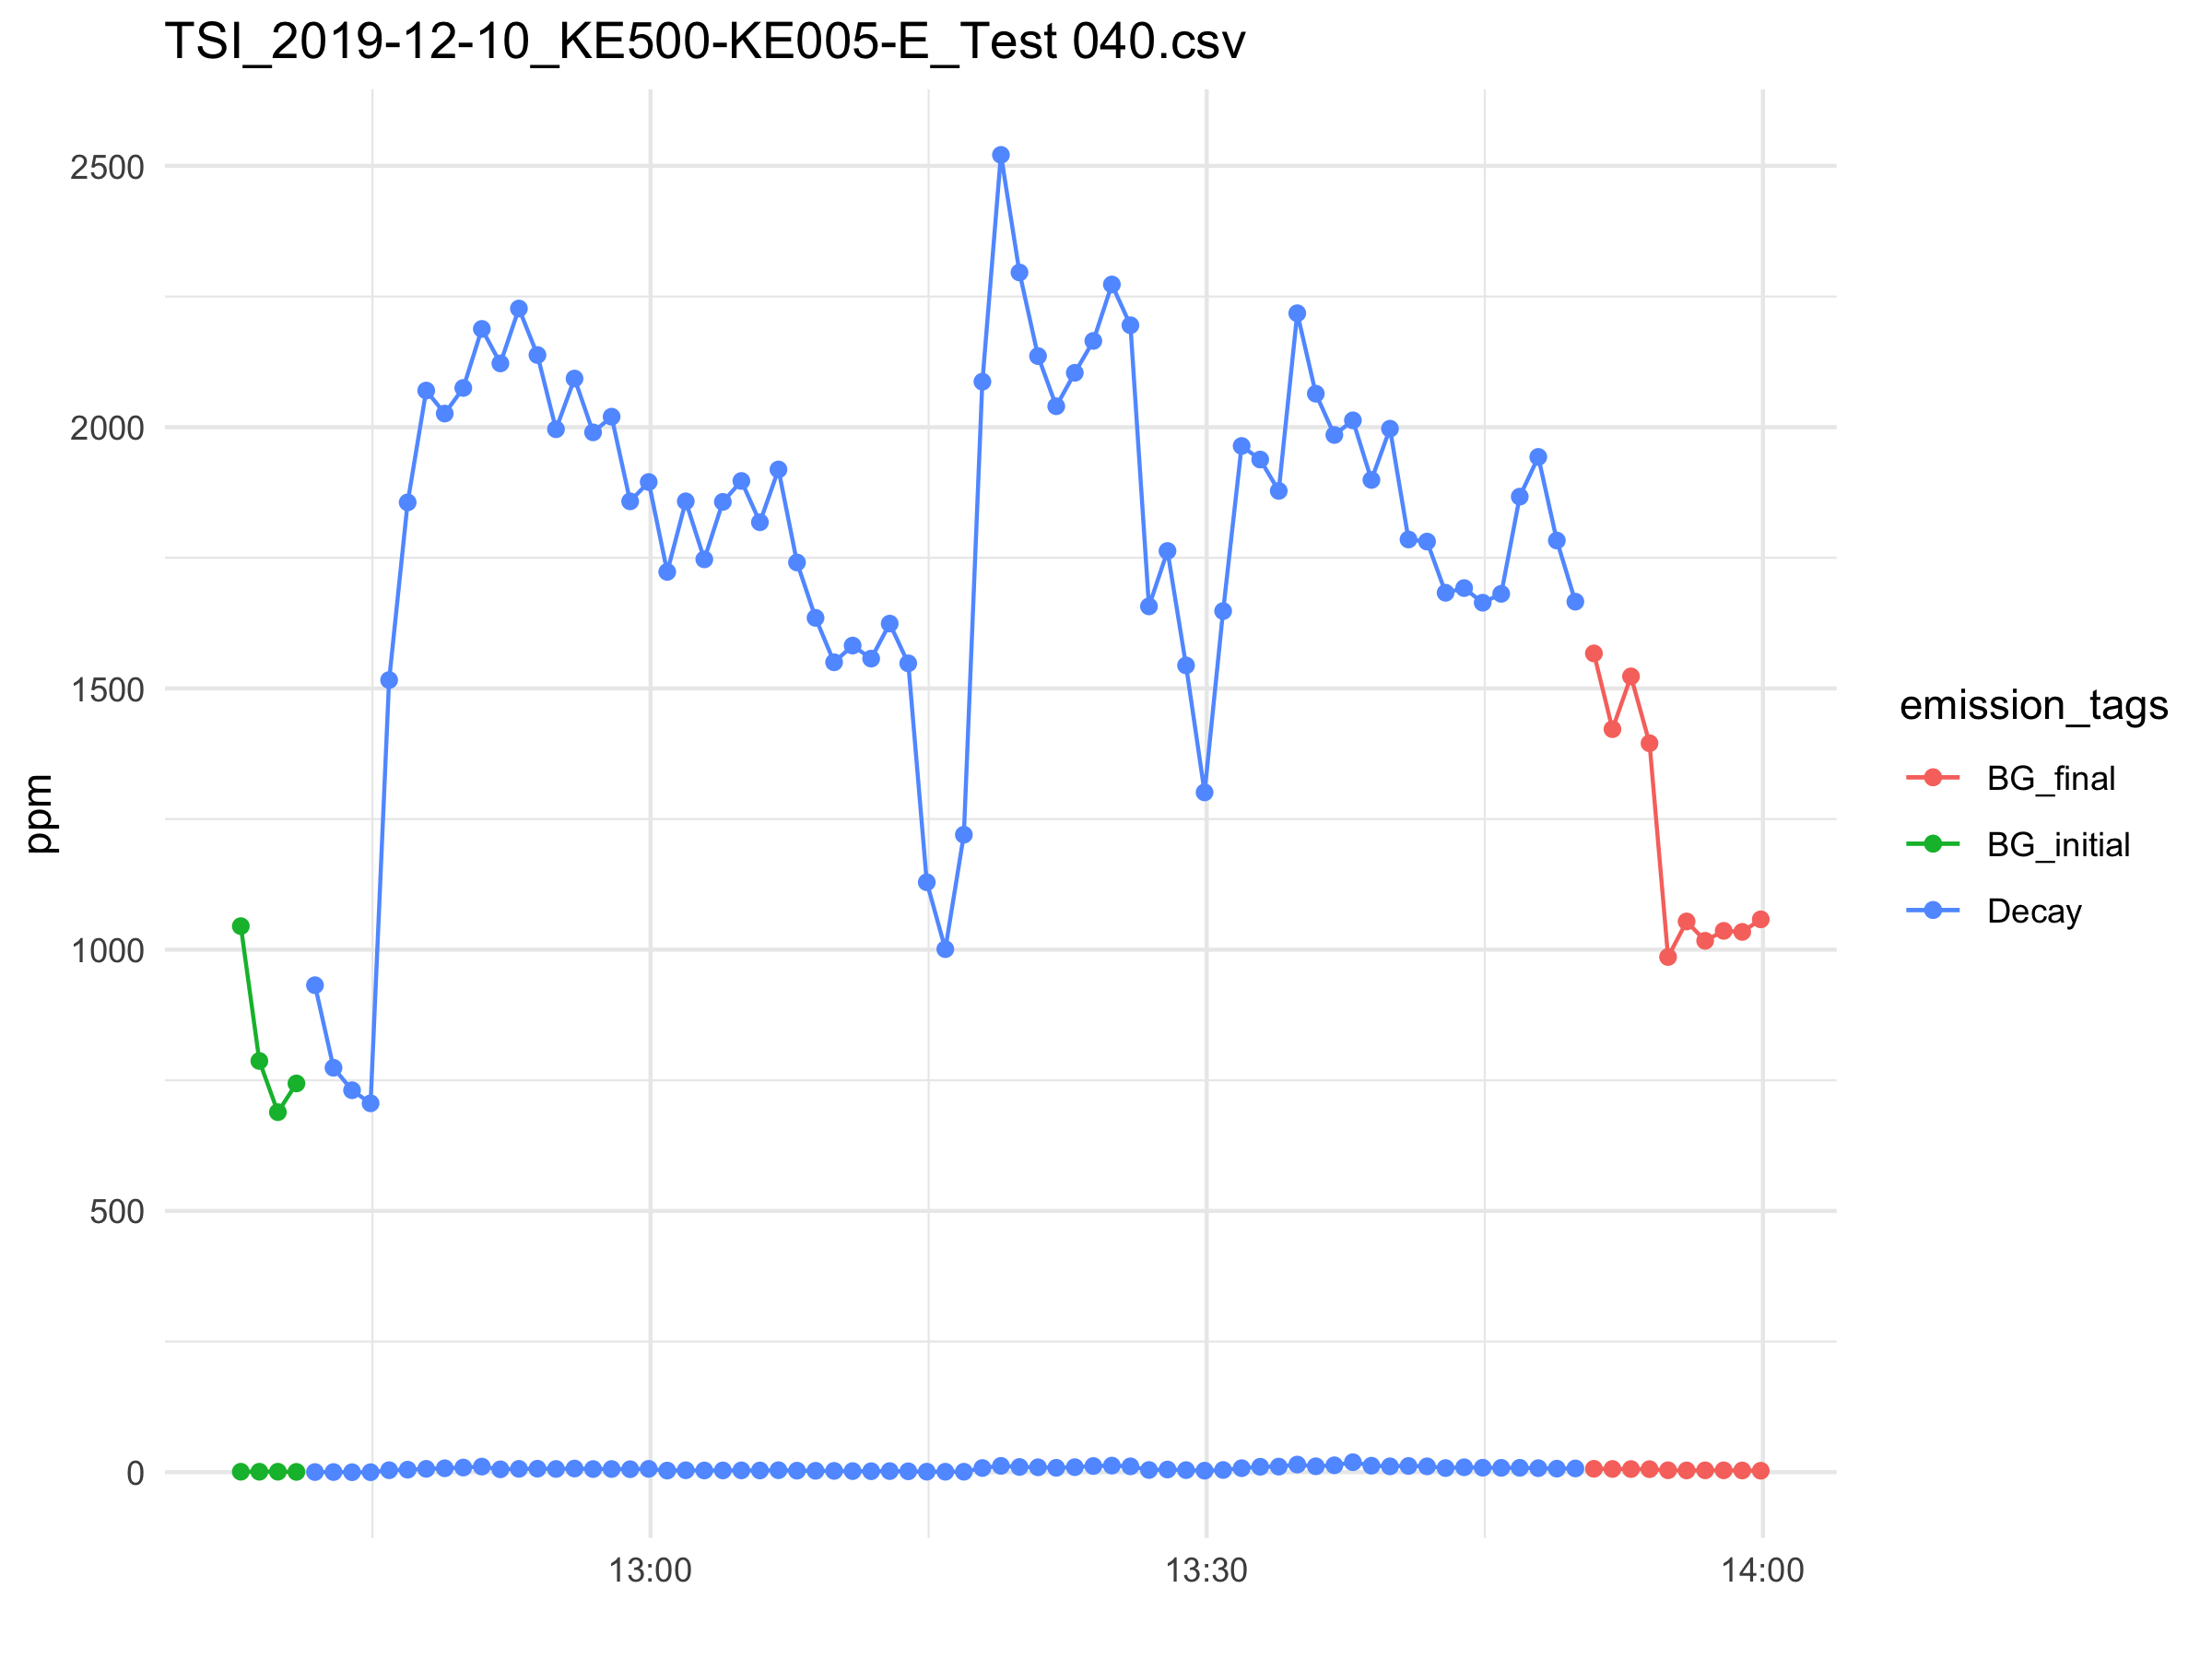 TSI_2019-12-10_KE500-KE005-E_Test 040.csv
2500
2000
1500
1000
500
0
ppm
13:00
13:30
14:00
emission_tags
BG_final
BG_initial
Decay